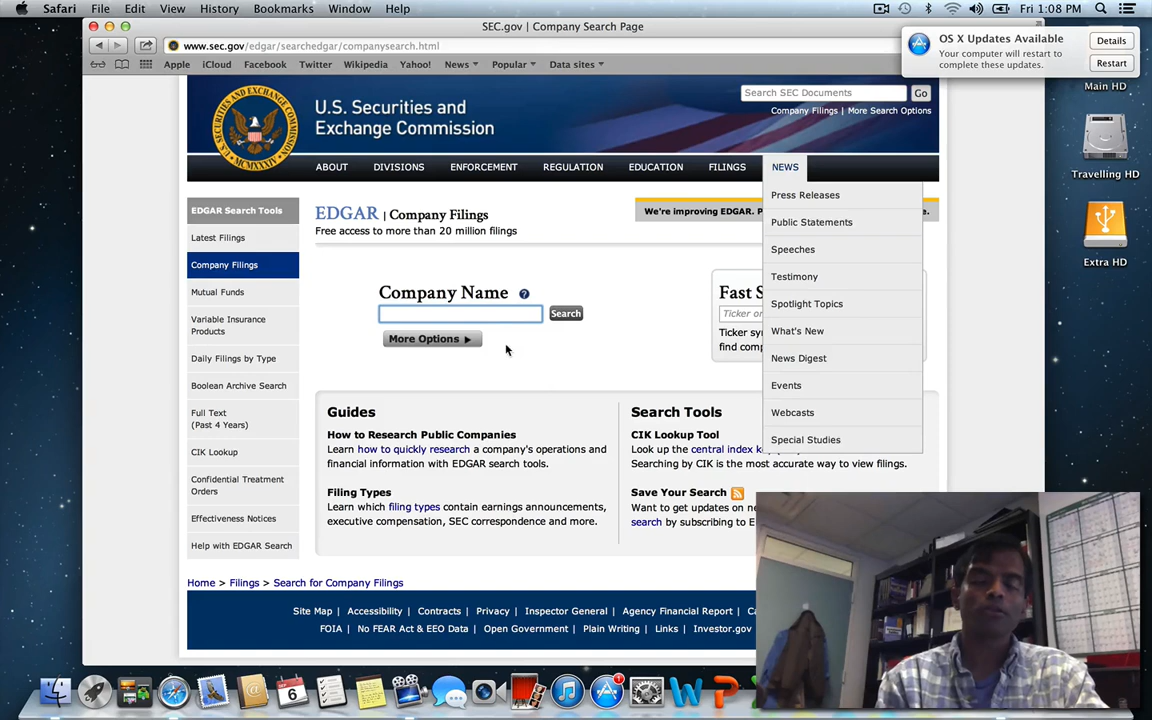 Safari File Edit View History Bookmarks Window Help
Fri 1:08 PM
SEC.gov | Company Search Page
www.sec.gov/edgar/searchedgar/companysearch.html
Apple iCloud Facebook Twitter Wikipedia Yahoo! News Popular Data sites
OS X Updates Available
Your computer will restart to
complete these updates.
Details
Restart
Main HD
Travelling HD
Extra HD
U.S. Securities and
Exchange Commission
Search SEC Documents Go
Company Filings | More Search Options
ABOUT DIVISIONS ENFORCEMENT REGULATION EDUCATION FILINGS NEWS
Press Releases
Public Statements
Speeches
Testimony
Spotlight Topics
What's New
News Digest
Events
Webcasts
Special Studies
EDGAR Search Tools
Latest Filings
Company Filings
Mutual Funds
Variable Insurance
Products
Daily Filings by Type
Boolean Archive Search
Full Text
(Past 4 Years)
CIK Lookup
Confidential Treatment
Orders
Effectiveness Notices
Help with EDGAR Search
EDGAR | Company Filings
Free access to more than 20 million filings
We're improving EDGAR.
Company Name ?
Search
More Options
Fast
Ticker
Ticker
find
Guides
How to Research Public Companies
Learn how to quickly research a company's operations and
financial information with EDGAR search tools.
Filing Types
Learn which filing types contain earnings announcements,
executive compensation, SEC correspondence and more.
Search Tools
CIK Lookup Tool
Look up the central index
Searching by CIK is the most accurate way to view filings.
Save Your Search
Want to get updates on
search by subscribing to
Home > Filings > Search for Company Filings
Site Map | Accessibility | Contracts | Privacy | Inspector General | Agency Financial Report |
FOIA | No FEAR Act & EEO Data | Open Government | Plain Writing | Links | Investor.gov
6
1